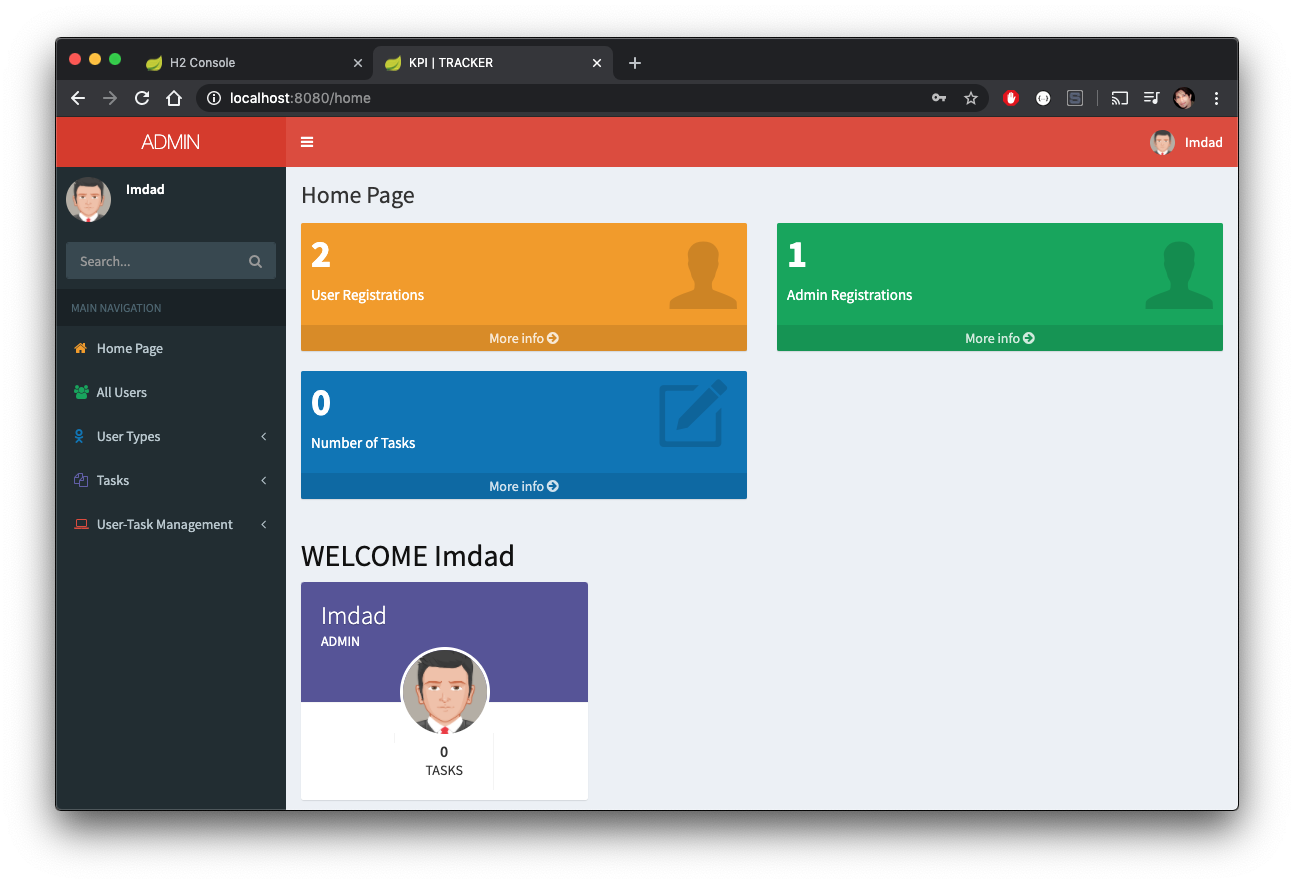 H2 Console
KPI | TRACKER
localhost:8080/home
ADMIN
Imdad
Imdad
Search...
MAIN NAVIGATION
Home Page
All Users
User Types
Tasks
User-Task Management
Home Page
2
User Registrations
More info
1
Admin Registrations
More info
0
Number of Tasks
More info
WELCOME Imdad
Imdad
ADMIN
0
TASKS